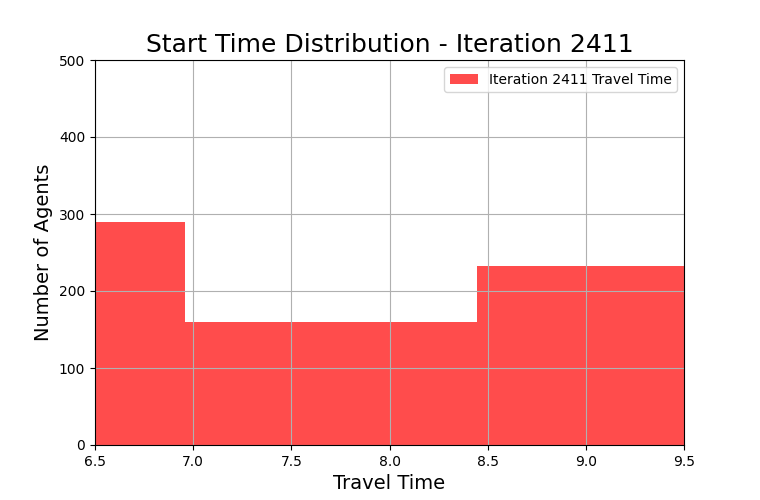 Start Time Distribution - Iteration 2411
Iteration 2411 Travel Time
Number of Agents
500
400
300
200
100
0
6.5 7.0 7.5 8.0 8.5 9.0 9.5
Travel Time